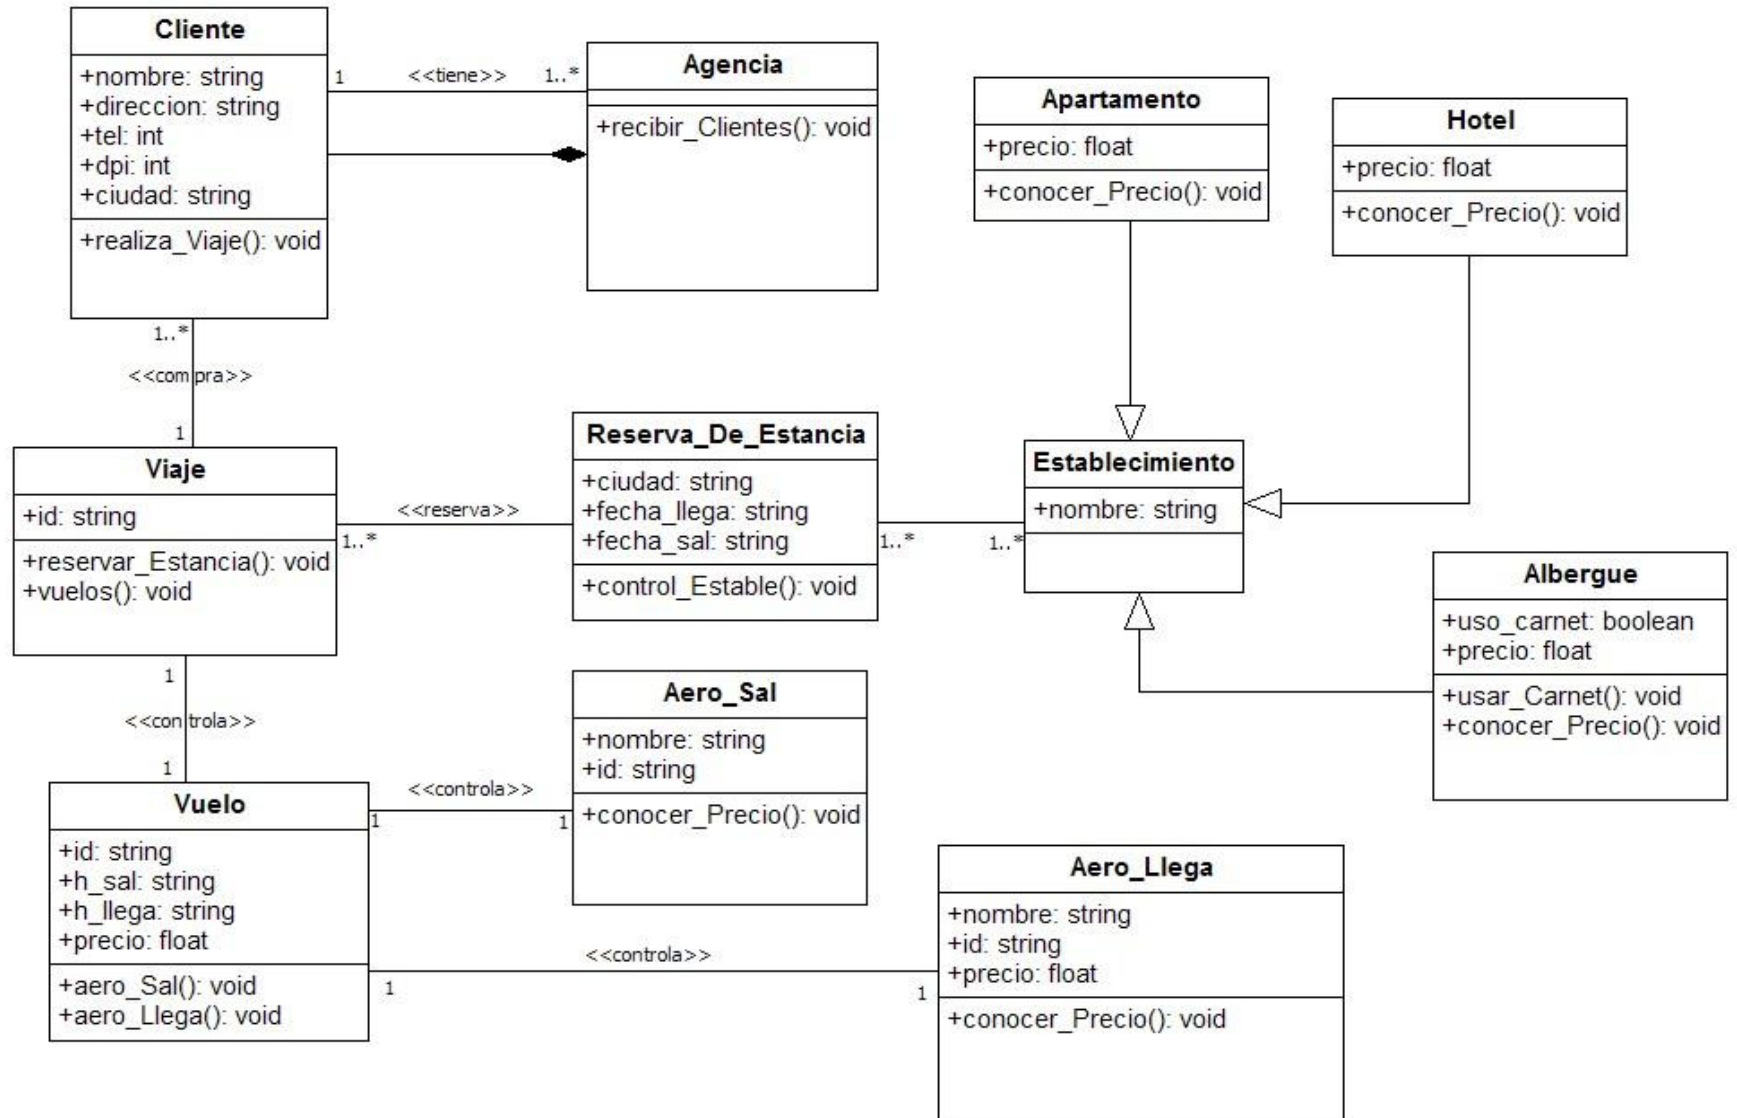 Cliente
+nombre: string
+direccion: string
+tel: int
+dpi: int
+ciudad: string
+realiza_Viaje(): void
1
<<tiene>>
1..*
Agencia
+recibir_Clientes(): void
Apartamento
+precio: float
+conocer_Precio(): void
Hotel
+precio: float
+conocer_Precio(): void
1..*
<<compra>>
1
Viaje
+id: string
+reservar_Estancia(): void
+vuelos(): void
<<reserva>>
1..*
Reserva_De_Estancia
+ciudad: string
+fecha_llega: string
+fecha_sal: string
+control_Estable(): void
1..*
1..*
Establecimiento
+nombre: string
Albergue
+uso_carnet: boolean
+precio: float
+usar_Carnet(): void
+conocer_Precio(): void
1
<<controla>>
1
Vuelo
+id: string
+h_sal: string
+h_llega: string
+precio: float
+aero_Sal(): void
+aero_Llega(): void
<<controla>>
1
1
Aero_Sal
+nombre: string
+id: string
+conocer_Precio(): void
<<controla>>
1
1
Aero_Llega
+nombre: string
+id: string
+precio: float
+conocer_Precio(): void